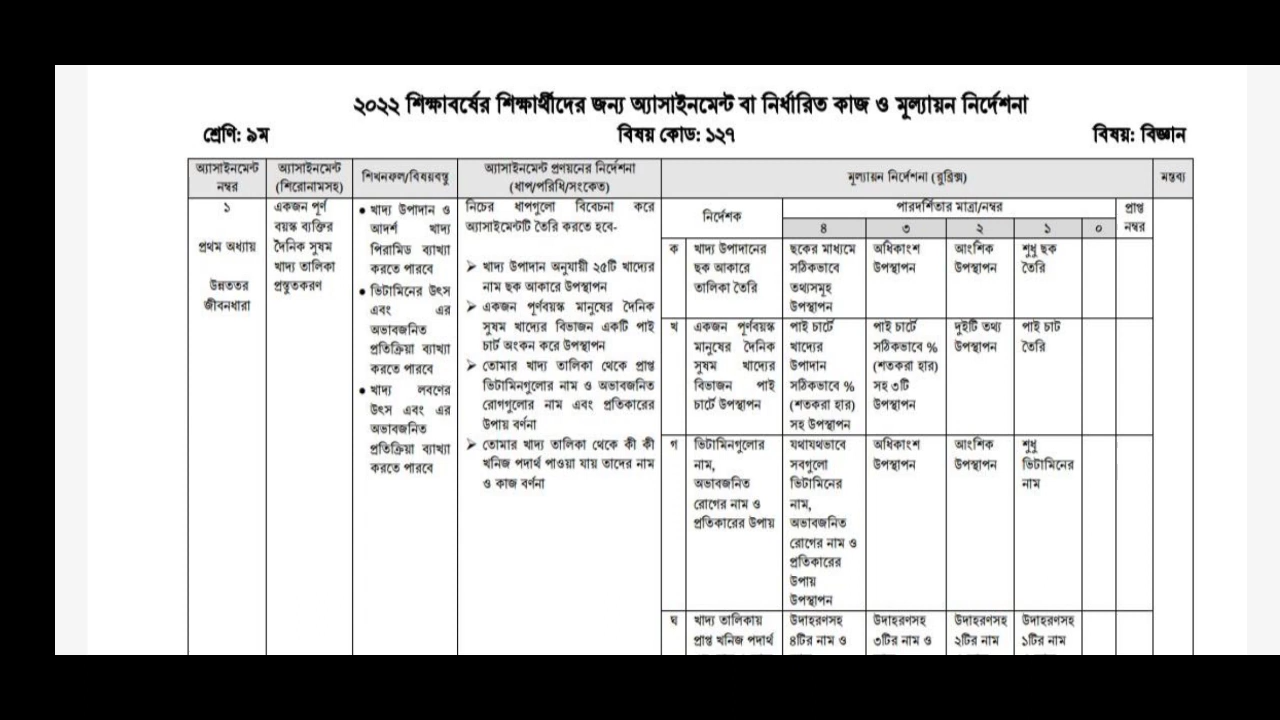 ২০২২ শিক্ষাবর্ষের শিক্ষার্থীদের জন্য অ্যাসাইনমেন্ট বা নির্ধারিত কাজ ও মূল্যায়ন নির্দেশনা
শ্রেণি: ৯ম
বিষয় কোড: ১২৭
বিষয়: বিজ্ঞান
অ্যাসাইনমেন্ট
নম্বর
অ্যাসাইনমেন্ট
(শিরোনামসহ)
শিখনফল/বিষয়বস্তু
অ্যাসাইনমেন্ট প্রণয়নের নির্দেশনা
(ধাপ/পরিধি/সংকেত)
মূল্যায়ন নির্দেশনা (রুব্রিক্স)
মন্তব্য
১
প্রথম অধ্যায়
উন্নততর
জীবনধারা
একজন পূর্ণ
বয়স্ক ব্যক্তির
দৈনিক সুষম
খাদ্য তালিকা
প্রস্তুতকরণ
● খাদ্য উপাদান ও
আদর্শ খাদ্য
পিরামিড ব্যাখ্যা
করতে পারবে
● ভিটামিনের উৎস
এবং এর
অভাবজনিত
প্রতিক্রিয়া ব্যাখ্যা
করতে পারবে
● খাদ্য লবণের
উৎস এবং এর
অভাবজনিত
প্রতিক্রিয়া ব্যাখ্যা
করতে পারবে
নিচের ধাপগুলো বিবেচনা করে
অ্যাসাইমেন্টটি তৈরি করতে হবে-
➢ খাদ্য উপাদান অনুযায়ী ২৫টি খাদ্যের
নাম ছক আকারে উপস্থাপন
➢ একজন পূর্ণবয়স্ক মানুষের দৈনিক
সুষম খাদ্যের বিভাজন একটি পাই
চার্ট অংকন করে উপস্থাপন
➢ তোমার খাদ্য তালিকা থেকে প্রাপ্ত
ভিটামিনগুলোর নাম ও অভাবজনিত
রোগগুলোর নাম এবং প্রতিকারের
উপায় বর্ণনা
➢ তোমার খাদ্য তালিকা থেকে কী কী
খনিজ পদার্থ পাওয়া যায় তাদের নাম
ও কাজ বর্ণনা
নির্দেশক
পারদর্শিতার মাত্রা/নম্বর
প্রাপ্ত
নম্বর
৪
৩
২
১
০
ক
খাদ্য উপাদানের
ছক আকারে
তালিকা তৈরি
ছকের মাধ্যমে
সঠিকভাবে
তথ্যসমূহ
উপস্থাপন
অধিকাংশ
উপস্থাপন
আংশিক
উপস্থাপন
শুধু ছক
তৈরি
খ
একজন পূর্ণবয়স্ক
মানুষের দৈনিক
সুষম খাদ্যের
বিভাজন পাই
চার্টে উপস্থাপন
পাই চার্টে
খাদ্যের
উপাদান
সঠিকভাবে %
(শতকরা হার)
সহ উপস্থাপন
পাই চার্টে
সঠিকভাবে %
(শতকরা হার)
সহ ৩টি
উপস্থাপন
দুইটি তথ্য
উপস্থাপন
পাই চাট
তৈরি
গ
ভিটামিনগুলোর
নাম,
অভাবজনিত
রোগের নাম ও
প্রতিকারের উপায়
যথাযথভাবে
সবগুলো
ভিটামিনের
নাম,
অভাবজনিত
রোগের নাম ও
প্রতিকারের
উপায়
উপস্থাপন
অধিকাংশ
উপস্থাপন
আংশিক
উপস্থাপন
শুধু
ভিটামিনের
নাম
ঘ
খাদ্য তালিকায়
প্রাপ্ত খনিজ পদার্থ
উদাহরণসহ
৪টির নাম ও
উদাহরণসহ
৩টির নাম ও
উদাহরণসহ
২টির নাম
উদাহরণসহ
১টির নাম